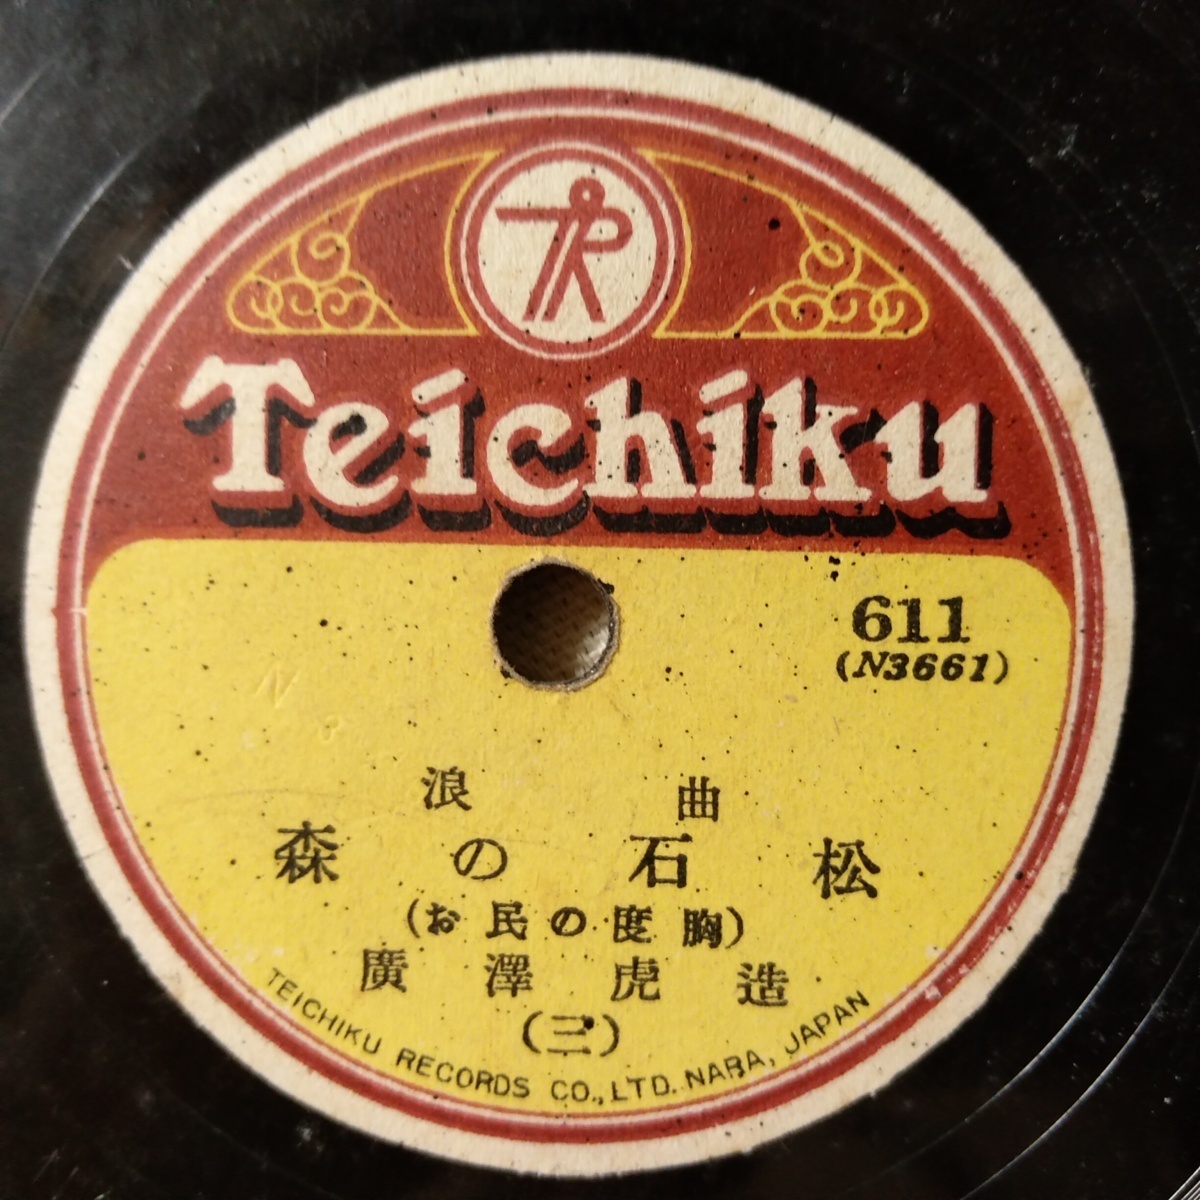 Teichiku
611
(N3661)
浪曲
森の石松
(お民の度胸)
廣澤虎造
(三)
TEICHIKU RECORDS CO., LTD. NARA, JAPAN